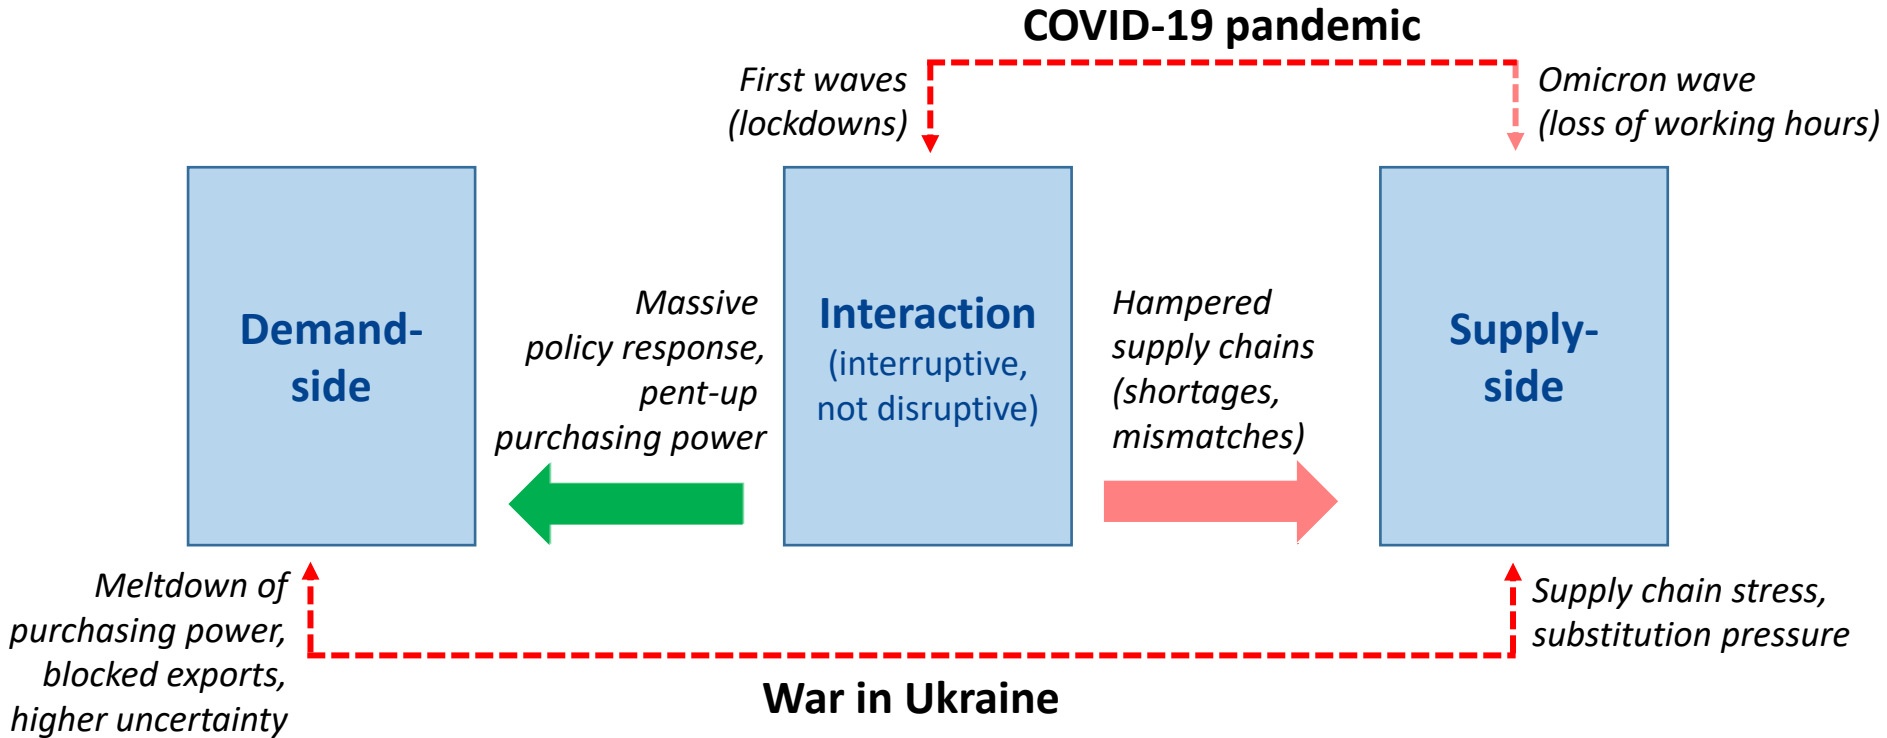 COVID-19 pandemic
First waves
(lockdowns)
Omicron wave
(loss of working hours)
Demand-
side
Massive
policy response,
pent-up
purchasing power
Interaction
(interruptive,
not disruptive)
Hampered
supply chains
(shortages,
mismatches)
Supply-
side
Meltdown of
purchasing power,
blocked exports,
higher uncertainty
Supply chain stress,
substitution pressure
War in Ukraine